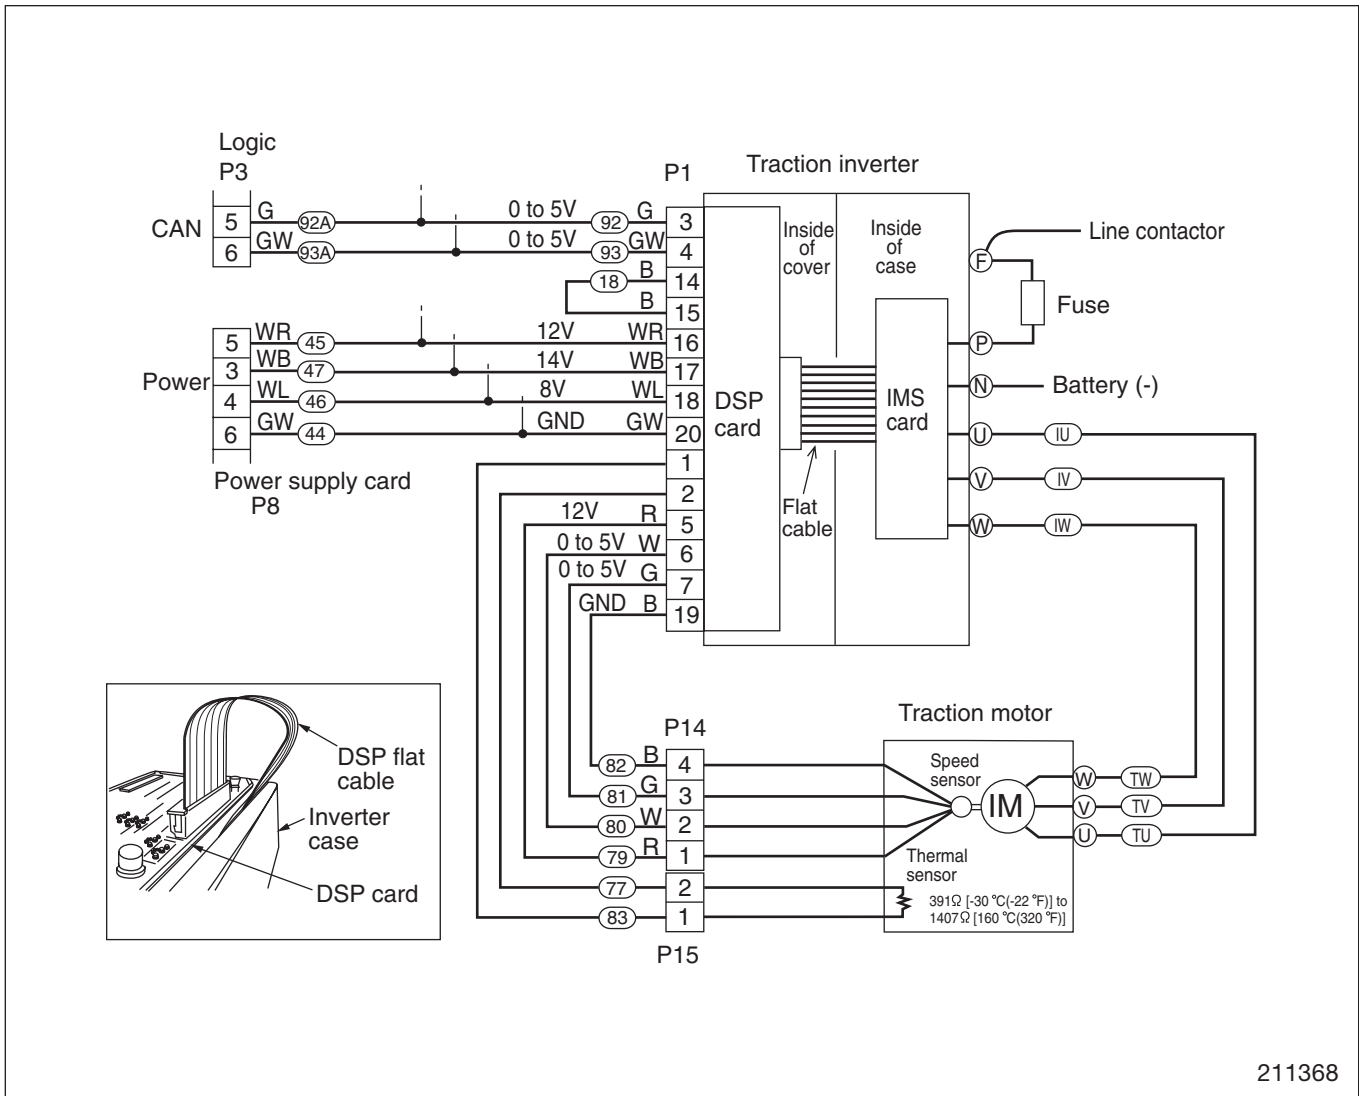 Logic
P3
P1
Traction inverter
CAN
5 G 92A 0 to 5V 92 G 3
6 GW 93A 0 to 5V 93 GW 4
18 B 14
B 15
Power
5 WR 45 12V WR 16
3 WB 47 14V WB 17
4 WL 46 8V WL 18
6 GW 44 GND GW 20
Power supply card
P8
1
2
12V R 5
0 to 5V W 6
0 to 5V G 7
GND B 19
DSP
card
Inside
of
cover
Inside
of
case
IMS
card
Flat
cable
F
Line contactor
Fuse
P
N Battery (-)
U IU
V IV
W IW
DSP flat
cable
Inverter
case
DSP card
P14
82 B 4
81 G 3
80 W 2
79 R 1
77 2
83 1
P15
Traction motor
Speed
sensor
IM
W TW
V TV
U TU
Thermal
sensor
391Ω [-30 °C(-22 °F)] to
1407Ω [160 °C(320 °F)]
211368